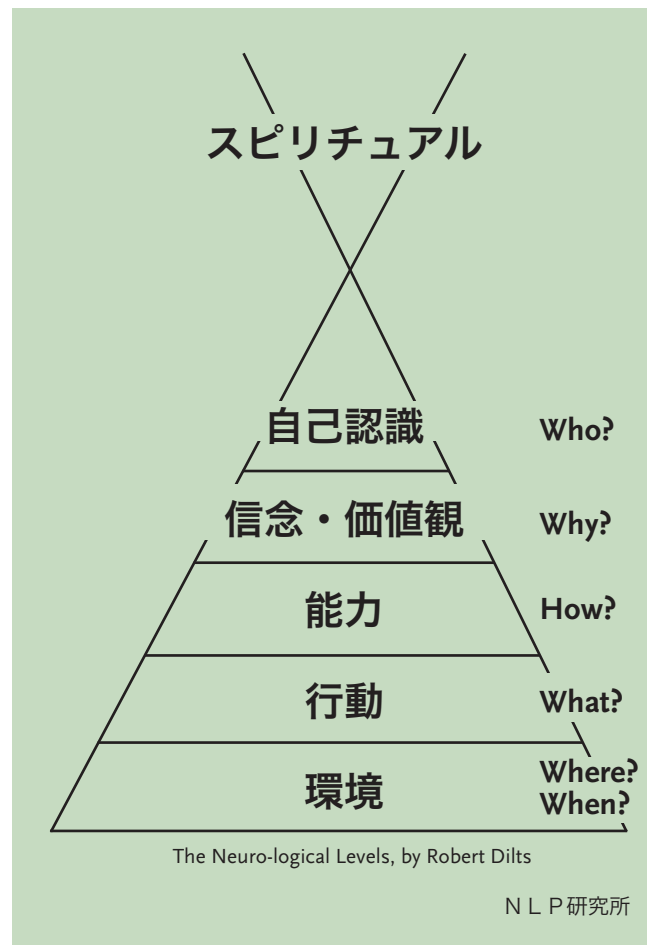 スピリチュアル
自己認識 Who?
信念・価値観 Why?
能力 How?
行動 What?
環境 Where?
When?
The Neuro-logical Levels, by Robert Dilts
ＮＬＰ研究所